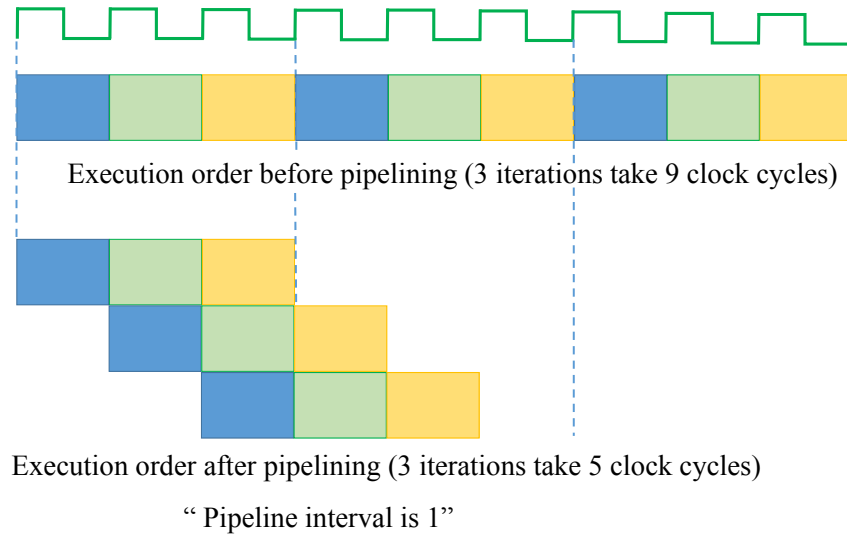 Execution order before pipelining (3 iterations take 9 clock cycles)
Execution order after pipelining (3 iterations take 5 clock cycles)
“ Pipeline interval is 1”